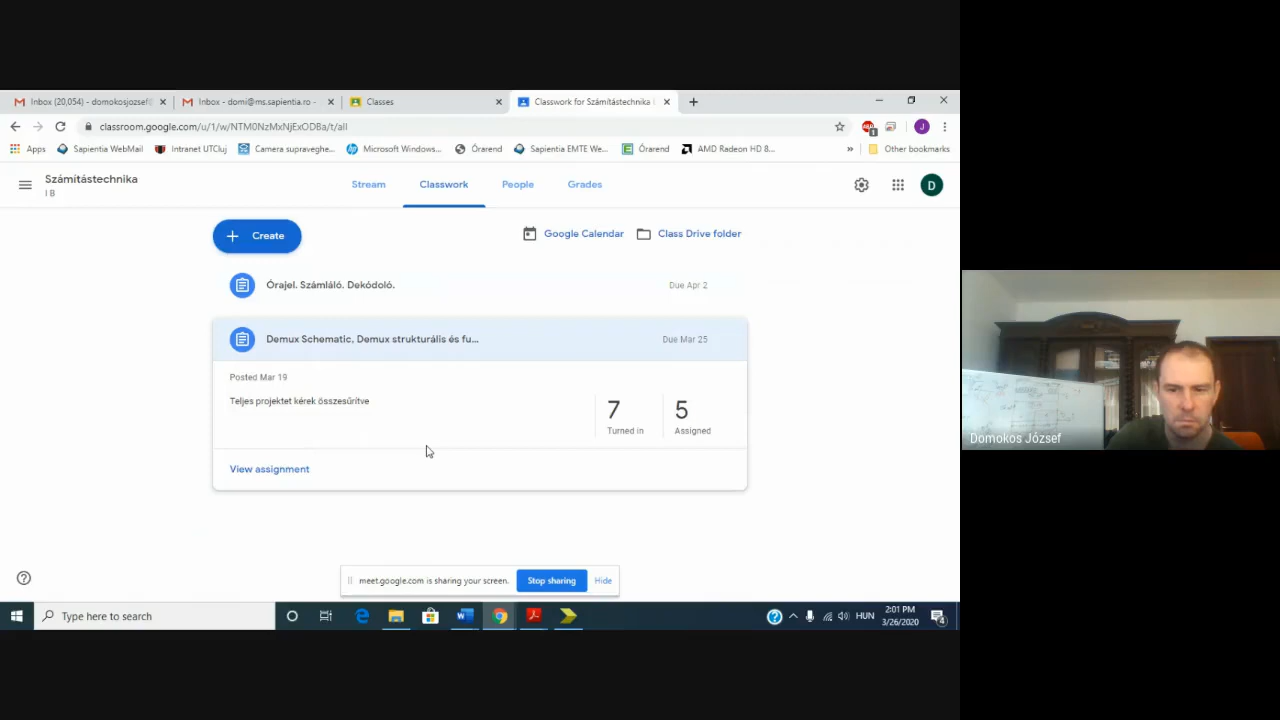 Inbox (20,054) - domokosjozsef@
Inbox - domi@ms.sapientia.ro -
Classes
Classwork for Számítástechnika I
classroom.google.com/u/1/w/NTM0NzMxNjExODBa/t/all
Apps
Sapientia WebMail
Intranet UTCluj
Camera supraveghe...
Microsoft Windows...
Órarend
Sapientia EMTE We...
Órarend
AMD Radeon HD 8...
»
Other bookmarks
Számítástechnika
I B
Stream
Classwork
People
Grades
D
Create
Google Calendar
Class Drive folder
Órajel. Számláló. Dekódoló.
Due Apr 2
Demux Schematic, Demux strukturális és fu...
Due Mar 25
Posted Mar 19
Teljes projektet kérek összesűrítve
7
Turned in
5
Assigned
View assignment
Domokos József
meet.google.com is sharing your screen.
Stop sharing
Hide
Type here to search
HUN
2:01 PM
3/26/2020
4